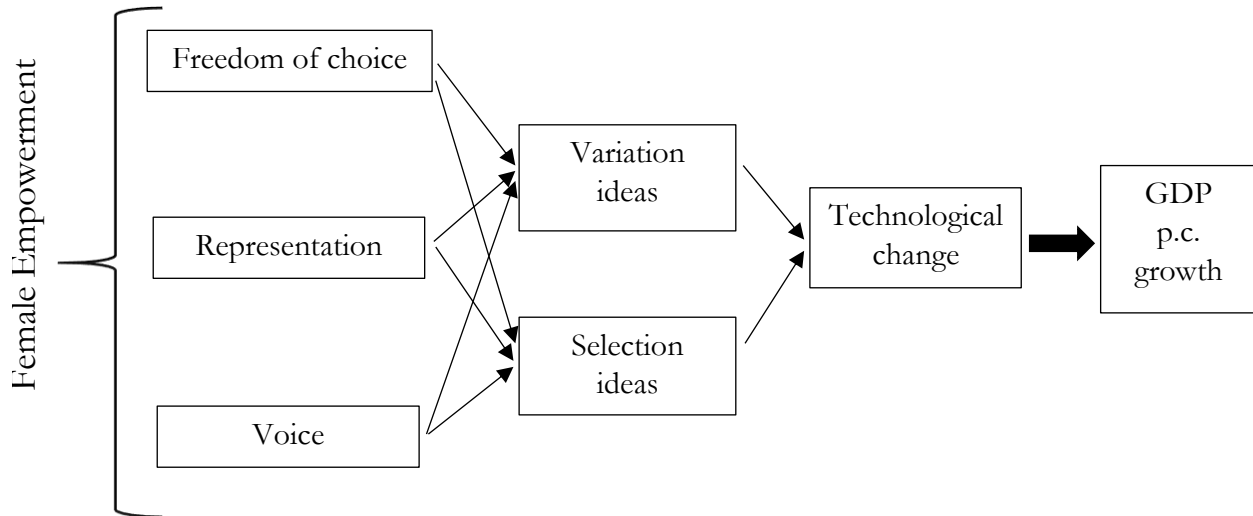 Female Empowerment
Freedom of choice
Representation
Voice
Variation
ideas
Selection
ideas
Technological
change
GDP
p.c.
growth